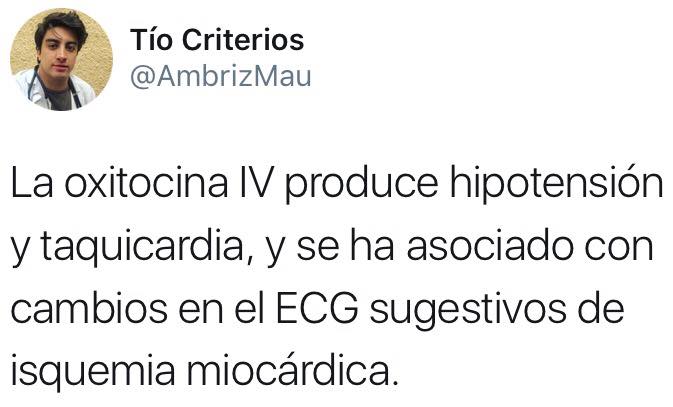 Tío Criterios
@AmbrizMau
La oxitocina IV produce hipotensión
y taquicardia, y se ha asociado con
cambios en el ECG sugestivos de
isquemia miocárdica.